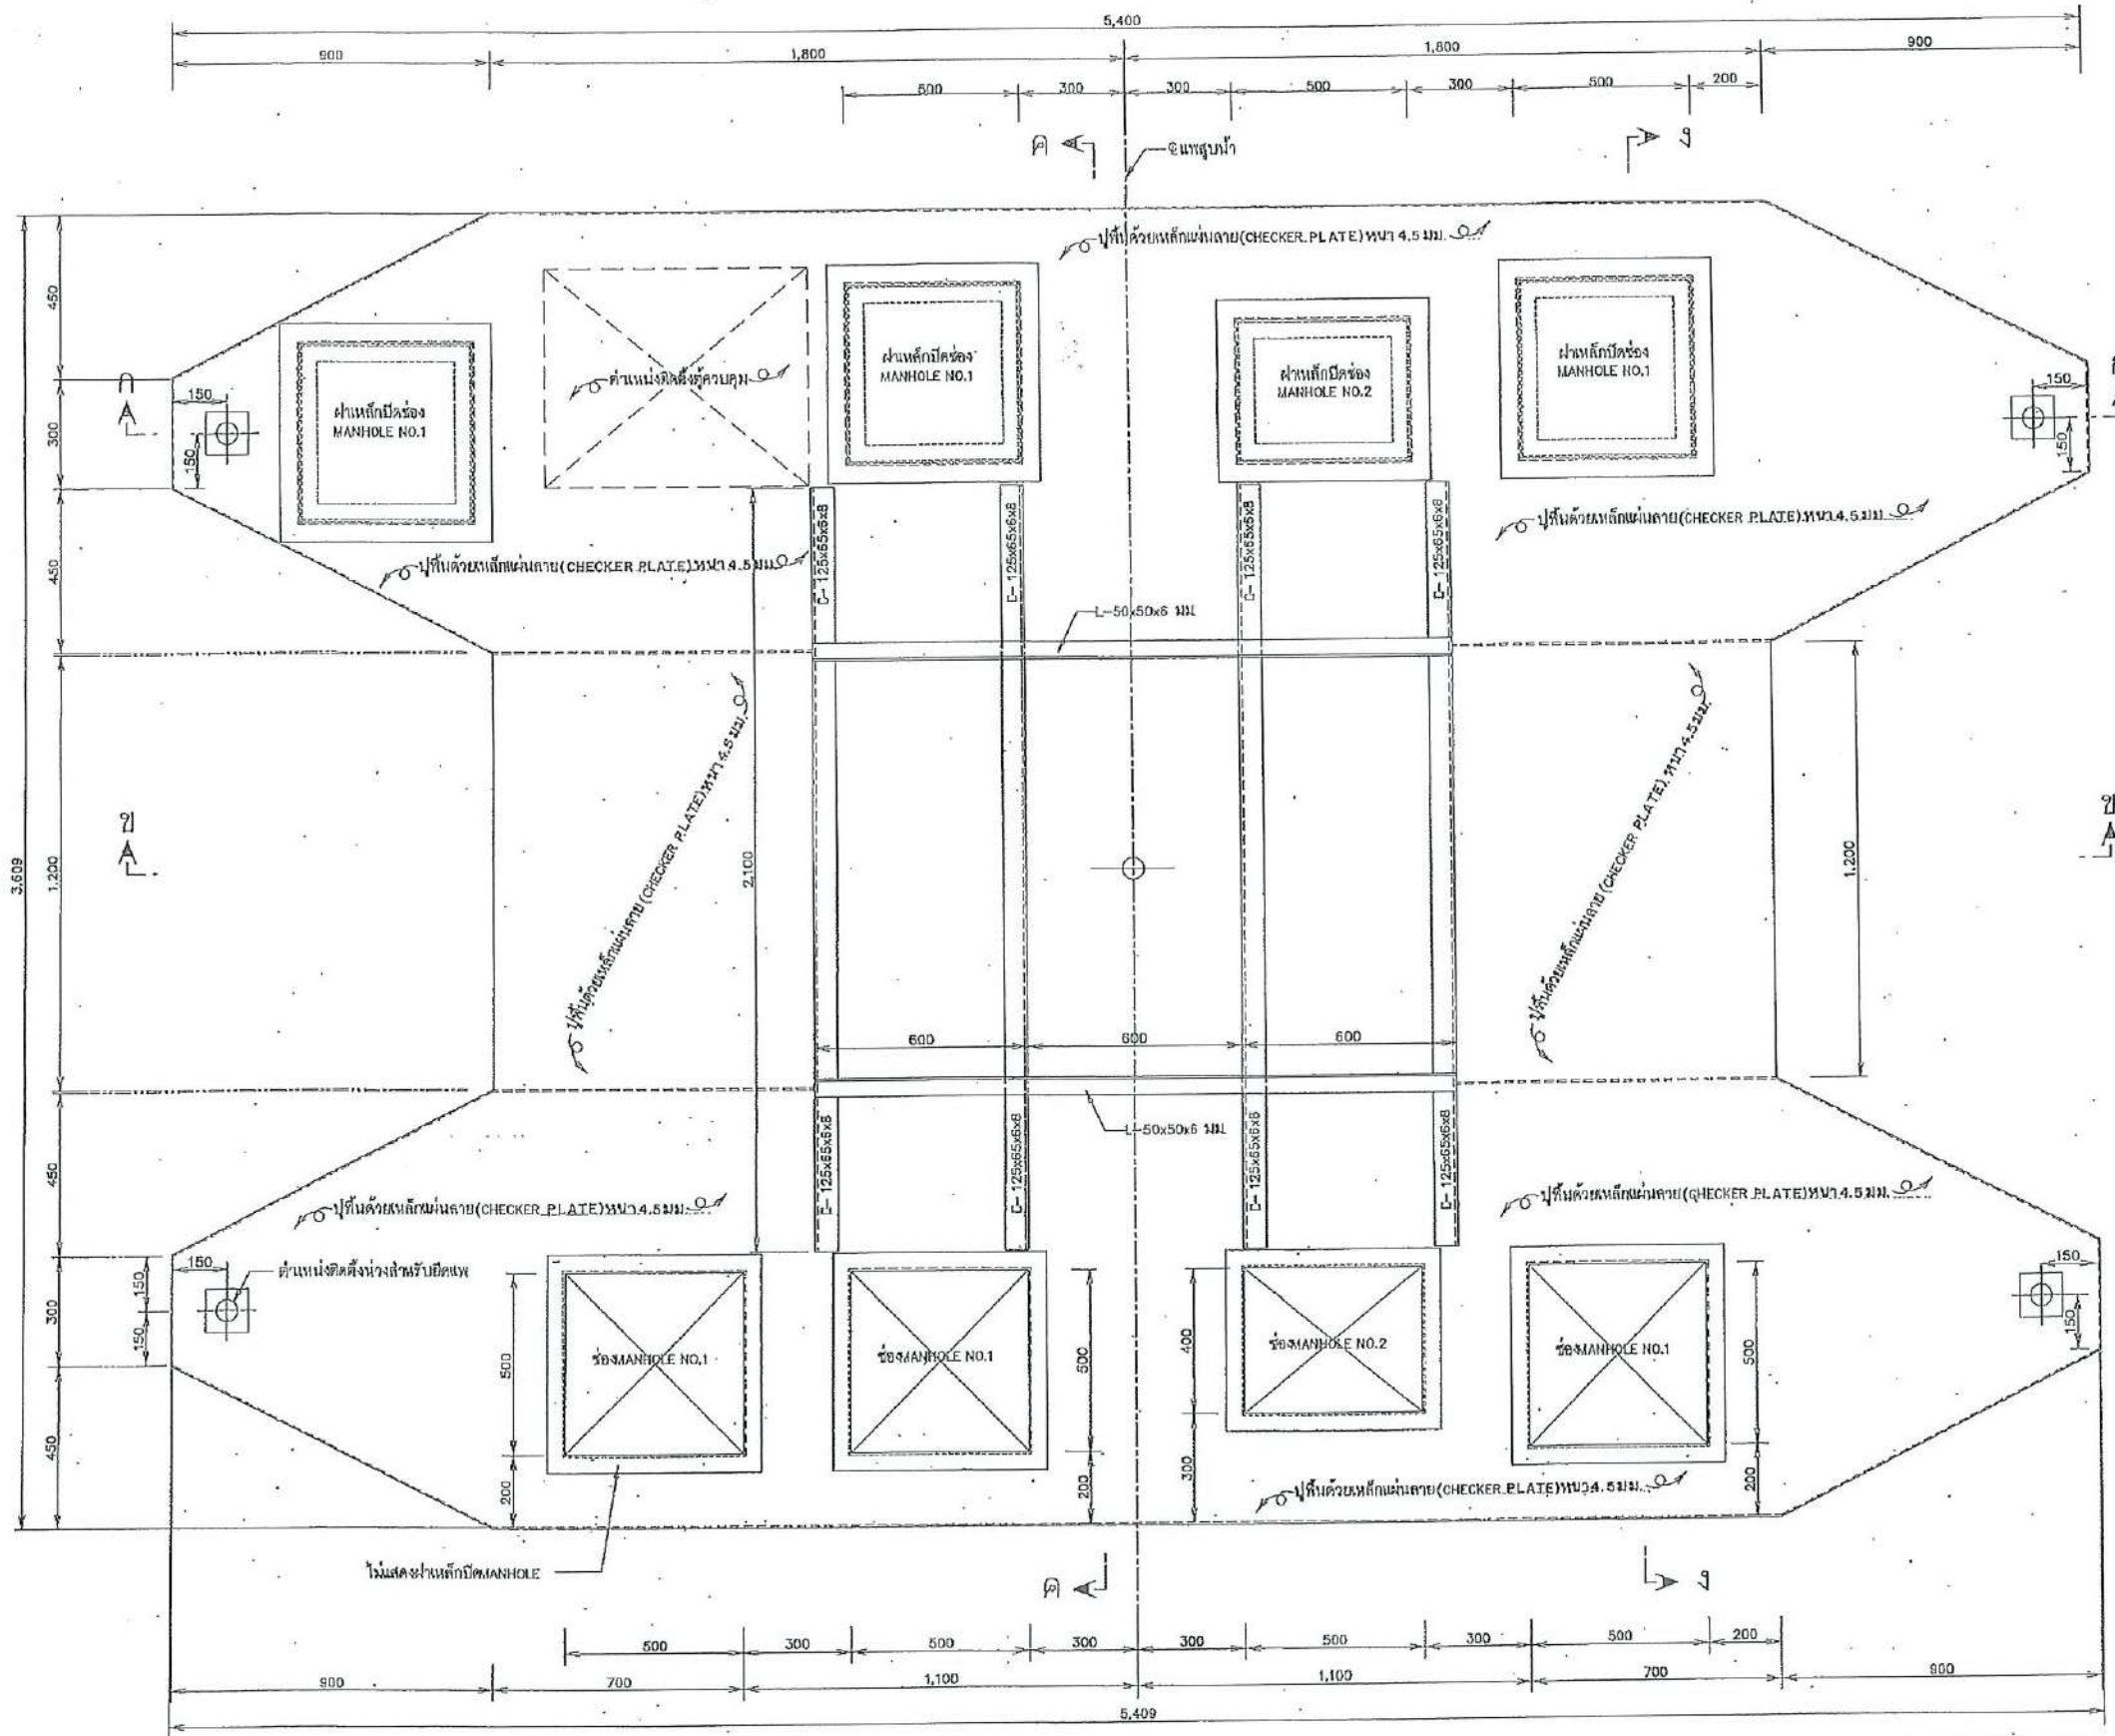 5,400
900
1,800
1,800
900
500
300
300
500
300
500
200
ค
℄แพสูบน้ำ
ง
ปูพื้นด้วยเหล็กแผ่นลาย(CHECKER PLATE)หนา 4.5 มม.
450
ฝาเหล็กปิดช่อง
MANHOLE NO.1
ฝาเหล็กปิดช่อง
MANHOLE NO.1
ฝาเหล็กปิดช่อง
MANHOLE NO.2
ตำแหน่งติดตั้งตู้ควบคุม
ก
150
150
ฝาเหล็กปิดช่อง
MANHOLE NO.1
300
150
150
ปูพื้นด้วยเหล็กแผ่นลาย(CHECKER PLATE)หนา 4.5 มม.
ปูพื้นด้วยเหล็กแผ่นลาย(CHECKER PLATE)หนา 4.5 มม.
450
[-125x65x6x8
[-125x65x6x8
[-125x65x6x8
[-125x65x6x8
L-50x50x6 มม.
ปูพื้นด้วยเหล็กแผ่นลาย(CHECKER PLATE)หนา 4.5 มม.
ปูพื้นด้วยเหล็กแผ่นลาย(CHECKER PLATE)หนา 4.5 มม.
ข
ข
3,609
1,200
2,100
1,200
600
600
600
L-50x50x6 มม.
[-125x65x6x8
[-125x65x6x8
[-125x65x6x8
[-125x65x6x8
450
ปูพื้นด้วยเหล็กแผ่นลาย(CHECKER PLATE)หนา 4.5 มม.
ปูพื้นด้วยเหล็กแผ่นลาย(CHECKER PLATE)หนา 4.5 มม.
150
ตำแหน่งติดตั้งห่วงสำหรับยึดแพ
150
300
150
150
150
500
ช่องMANHOLE NO.1
ช่องMANHOLE NO.1
500
400
ช่องMANHOLE NO.2
ช่องMANHOLE NO.1
500
450
200
200
300
ปูพื้นด้วยเหล็กแผ่นลาย(CHECKER PLATE)หนา 4.5 มม.
200
ไม่แสดงฝาเหล็กปิดMANHOLE
ค
ง
500
300
500
300
300
500
300
500
200
900
700
1,100
1,100
700
900
5,409